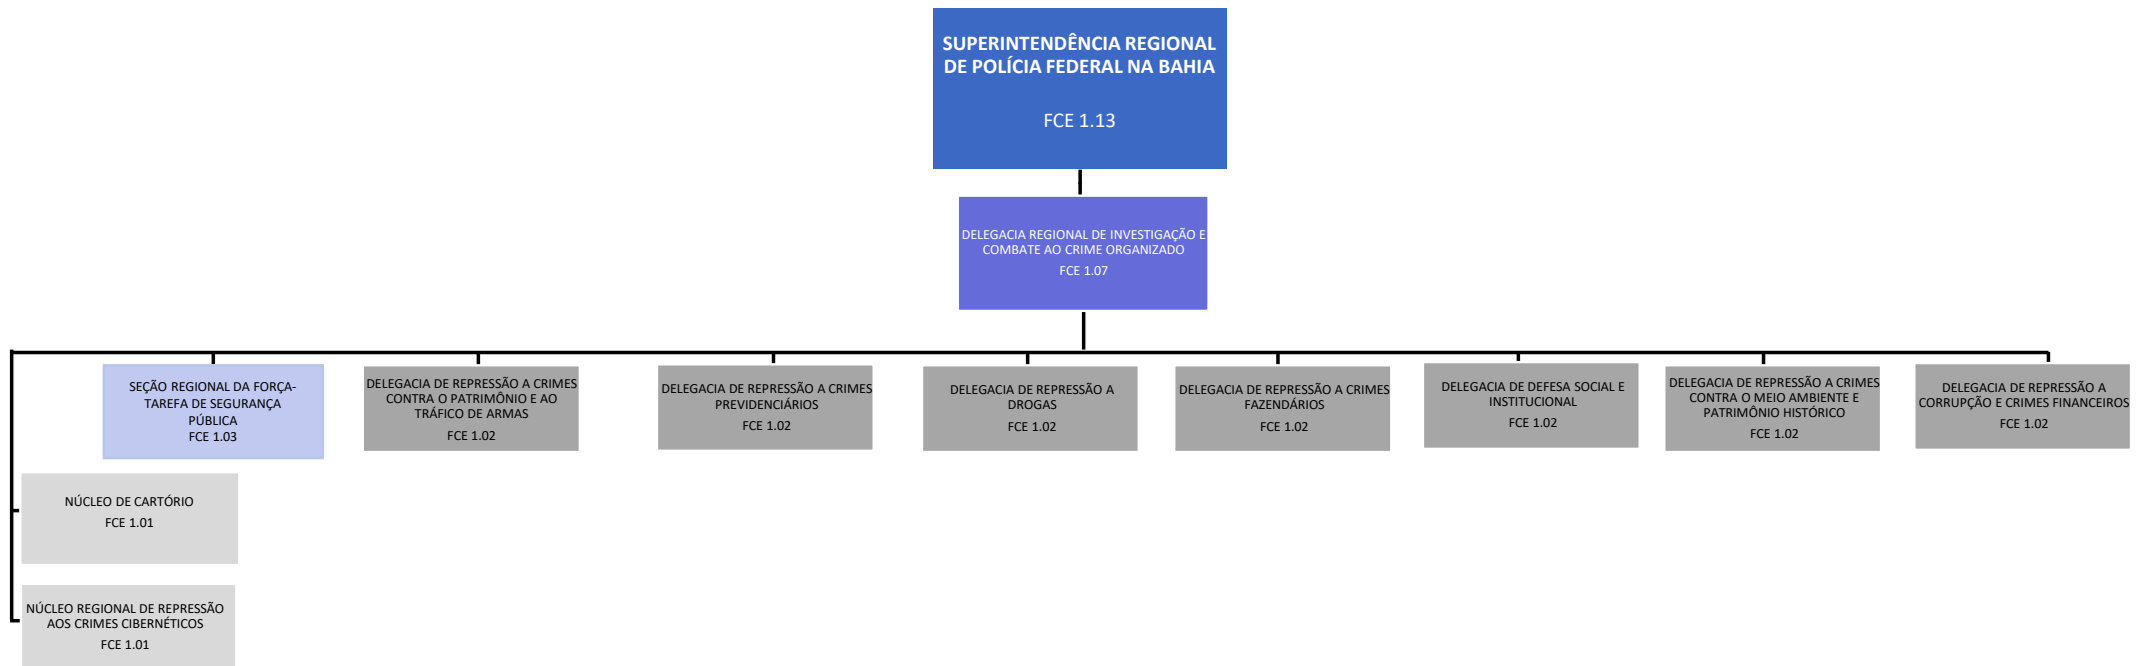 SUPERINTENDÊNCIA REGIONAL
DE POLÍCIA FEDERAL NA BAHIA
FCE 1.13
DELEGACIA REGIONAL DE INVESTIGAÇÃO E
COMBATE AO CRIME ORGANIZADO
FCE 1.07
SEÇÃO REGIONAL DA FORÇA-
TAREFA DE SEGURANÇA
PÚBLICA
FCE 1.03
DELEGACIA DE REPRESSÃO A CRIMES
CONTRA O PATRIMÔNIO E AO
TRÁFICO DE ARMAS
FCE 1.02
DELEGACIA DE REPRESSÃO A CRIMES
PREVIDENCIÁRIOS
FCE 1.02
DELEGACIA DE REPRESSÃO A
DROGAS
FCE 1.02
DELEGACIA DE REPRESSÃO A CRIMES
FAZENDÁRIOS
FCE 1.02
DELEGACIA DE DEFESA SOCIAL E
INSTITUCIONAL
FCE 1.02
DELEGACIA DE REPRESSÃO A CRIMES
CONTRA O MEIO AMBIENTE E
PATRIMÔNIO HISTÓRICO
FCE 1.02
DELEGACIA DE REPRESSÃO A
CORRUPÇÃO E CRIMES FINANCEIROS
FCE 1.02
NÚCLEO DE CARTÓRIO
FCE 1.01
NÚCLEO REGIONAL DE REPRESSÃO
AOS CRIMES CIBERNÉTICOS
FCE 1.01